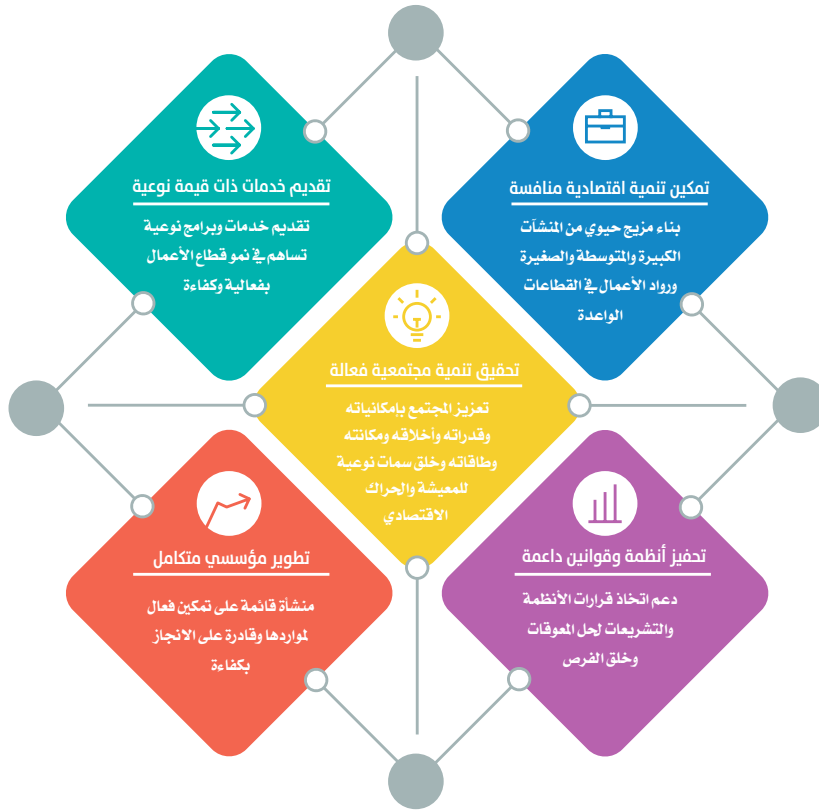 تمكين تنمية اقتصادية منافسة
بناء مزيج حيوي من المنشآت
الكبيرة والمتوسطة والصغيرة
ورواد الأعمال في القطاعات
الواعدة
تقديم خدمات ذات قيمة نوعية
تقديم خدمات وبرامج نوعية
تساهم في نمو قطاع الأعمال
بفعالية وكفاءة
تحقيق تنمية مجتمعية فعالة
تعزيز المجتمع بإمكانياته
وقدراته وأخلاقه ومكانته
وطاقاته وخلق سمات نوعية
للمعيشة والحراك
الاقتصادي
تحفيز أنظمة وقوانين داعمة
دعم اتخاذ قرارات الأنظمة
والتشريعات لحل المعوقات
وخلق الفرص
تطوير مؤسسي متكامل
منشأة قائمة على تمكين فعال
لمواردها وقادرة على الانجاز
بكفاءة